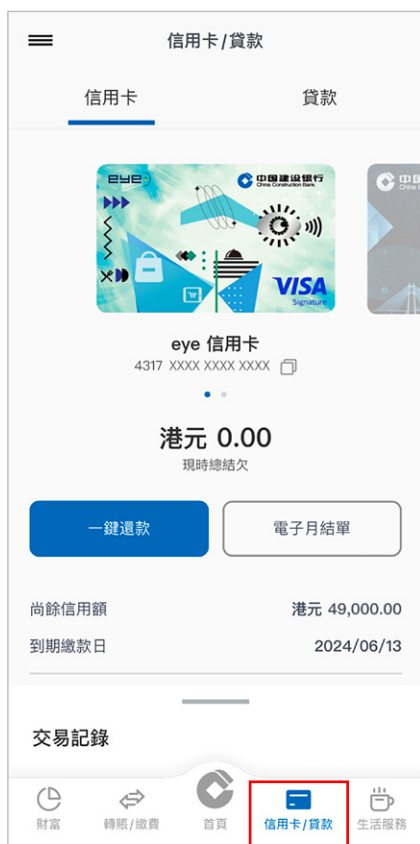 信用卡/貸款
信用卡
貸款
eye
中国建设银行
China Construction Bank
VISA
Signature
eye 信用卡
4317 XXXX XXXX XXXX
港元 0.00
現時總結欠
一鍵還款
電子月結單
尚餘信用額
港元 49,000.00
到期繳款日
2024/06/13
交易記錄
財富
轉賬/繳費
首頁
信用卡/貸款
生活服務